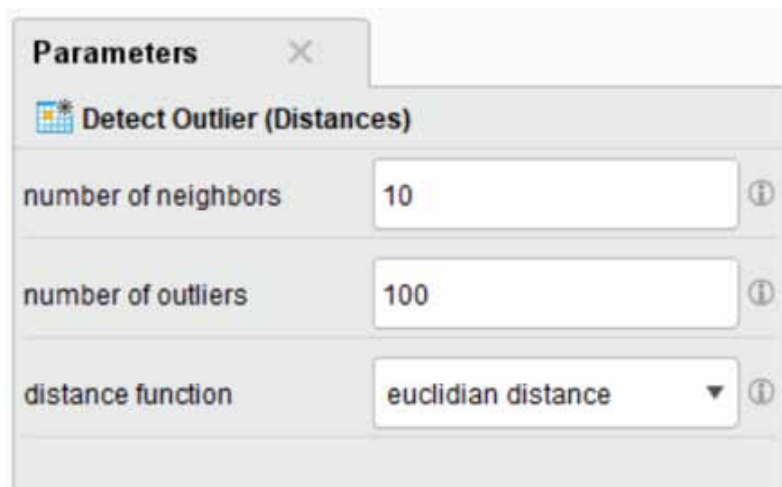 Parameters
Detect Outlier (Distances)
number of neighbors 10
number of outliers 100
distance function euclidian distance